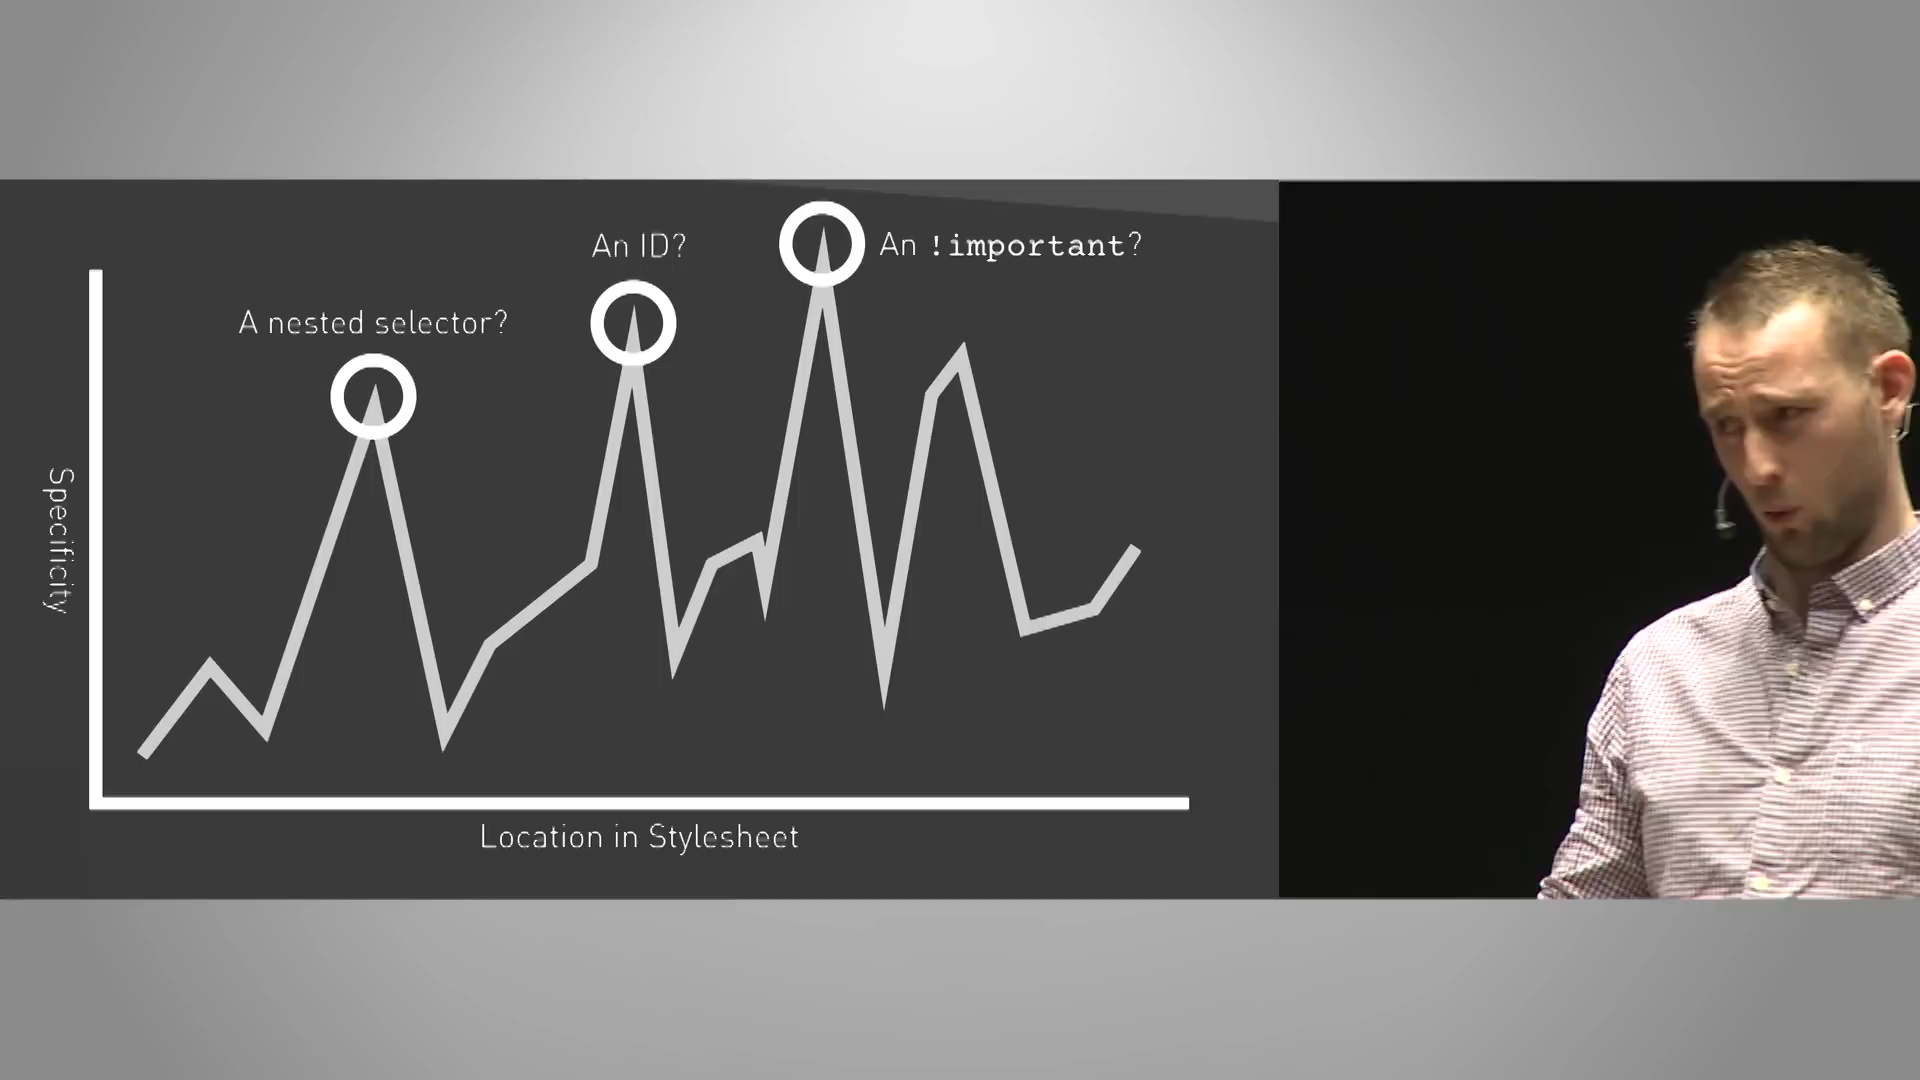 An ID?
An !important?
A nested selector?
Specificity
Location in Stylesheet